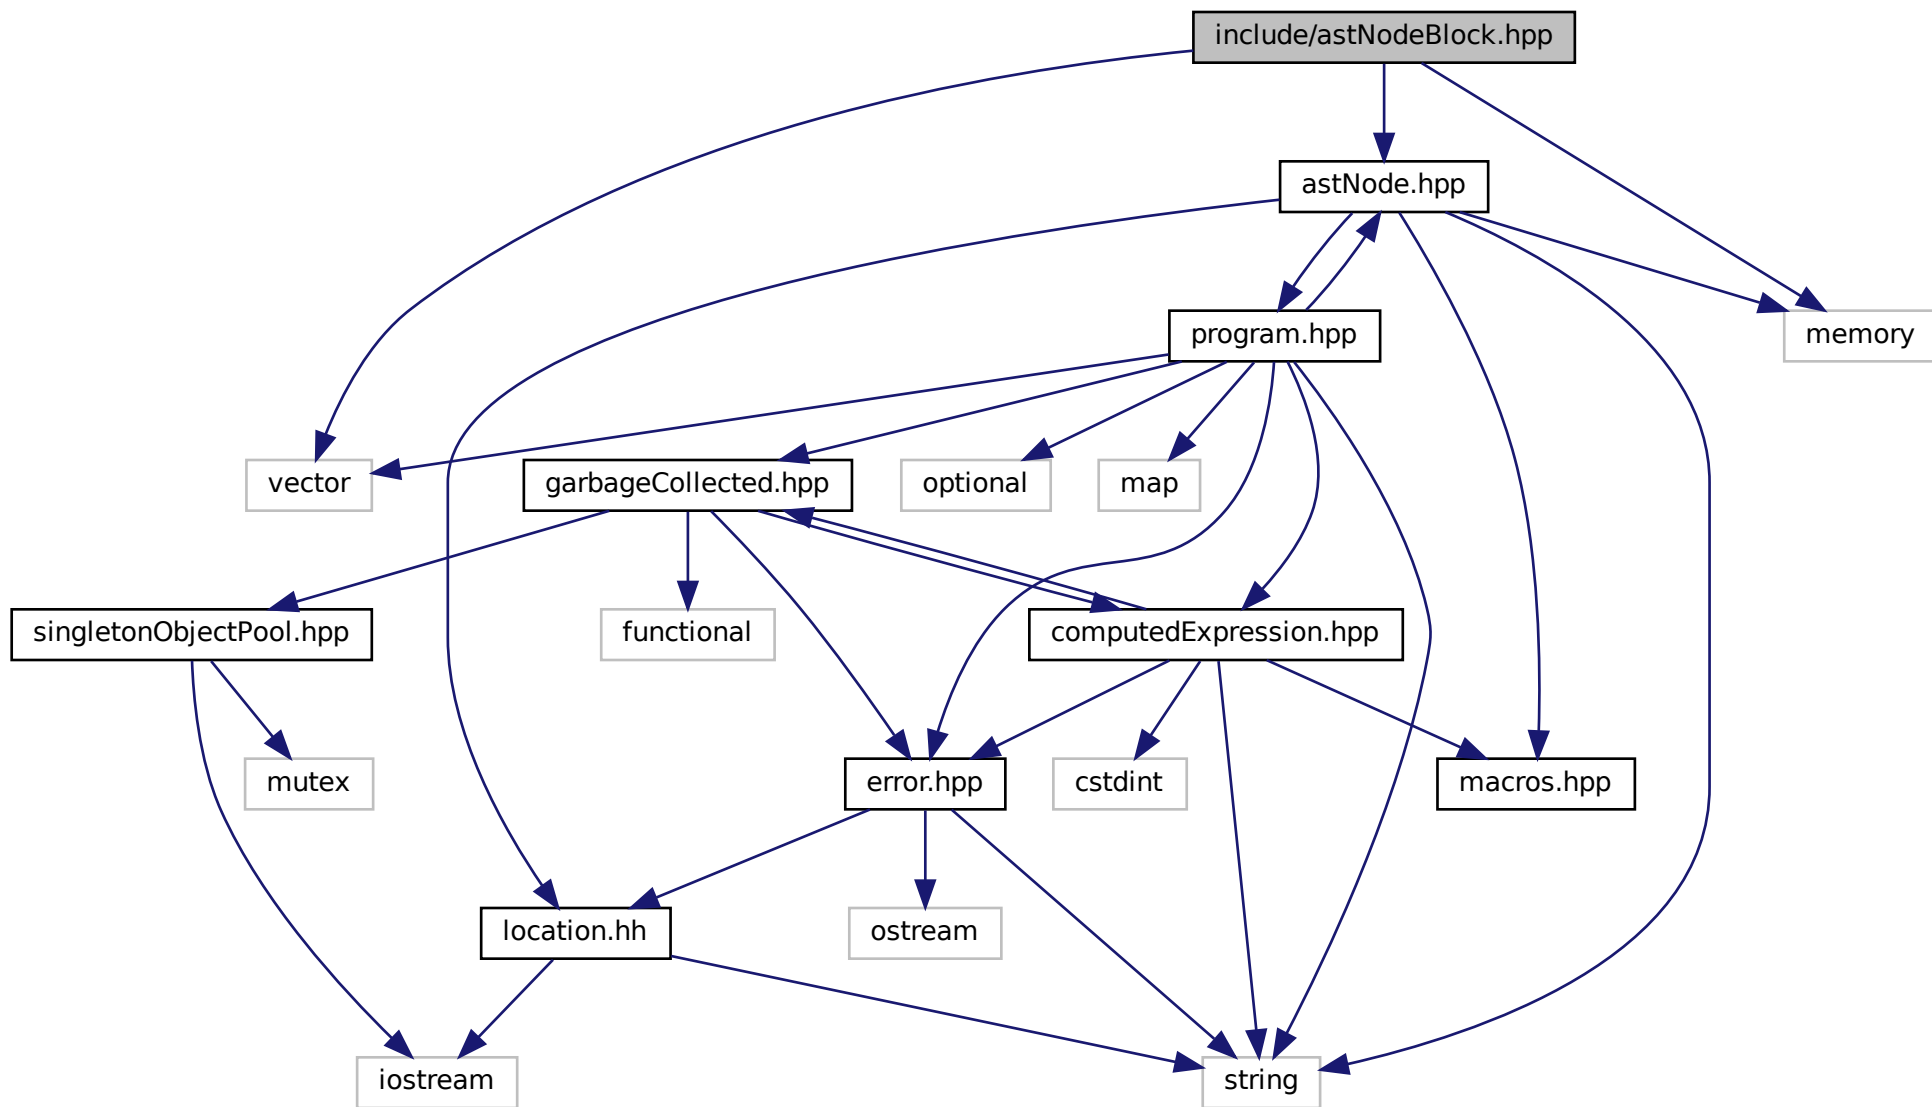 include/astNodeBlock.hpp
astNode.hpp
program.hpp
memory
vector
garbageCollected.hpp
optional
map
singletonObjectPool.hpp
functional
computedExpression.hpp
mutex
error.hpp
cstdint
macros.hpp
location.hh
ostream
iostream
string